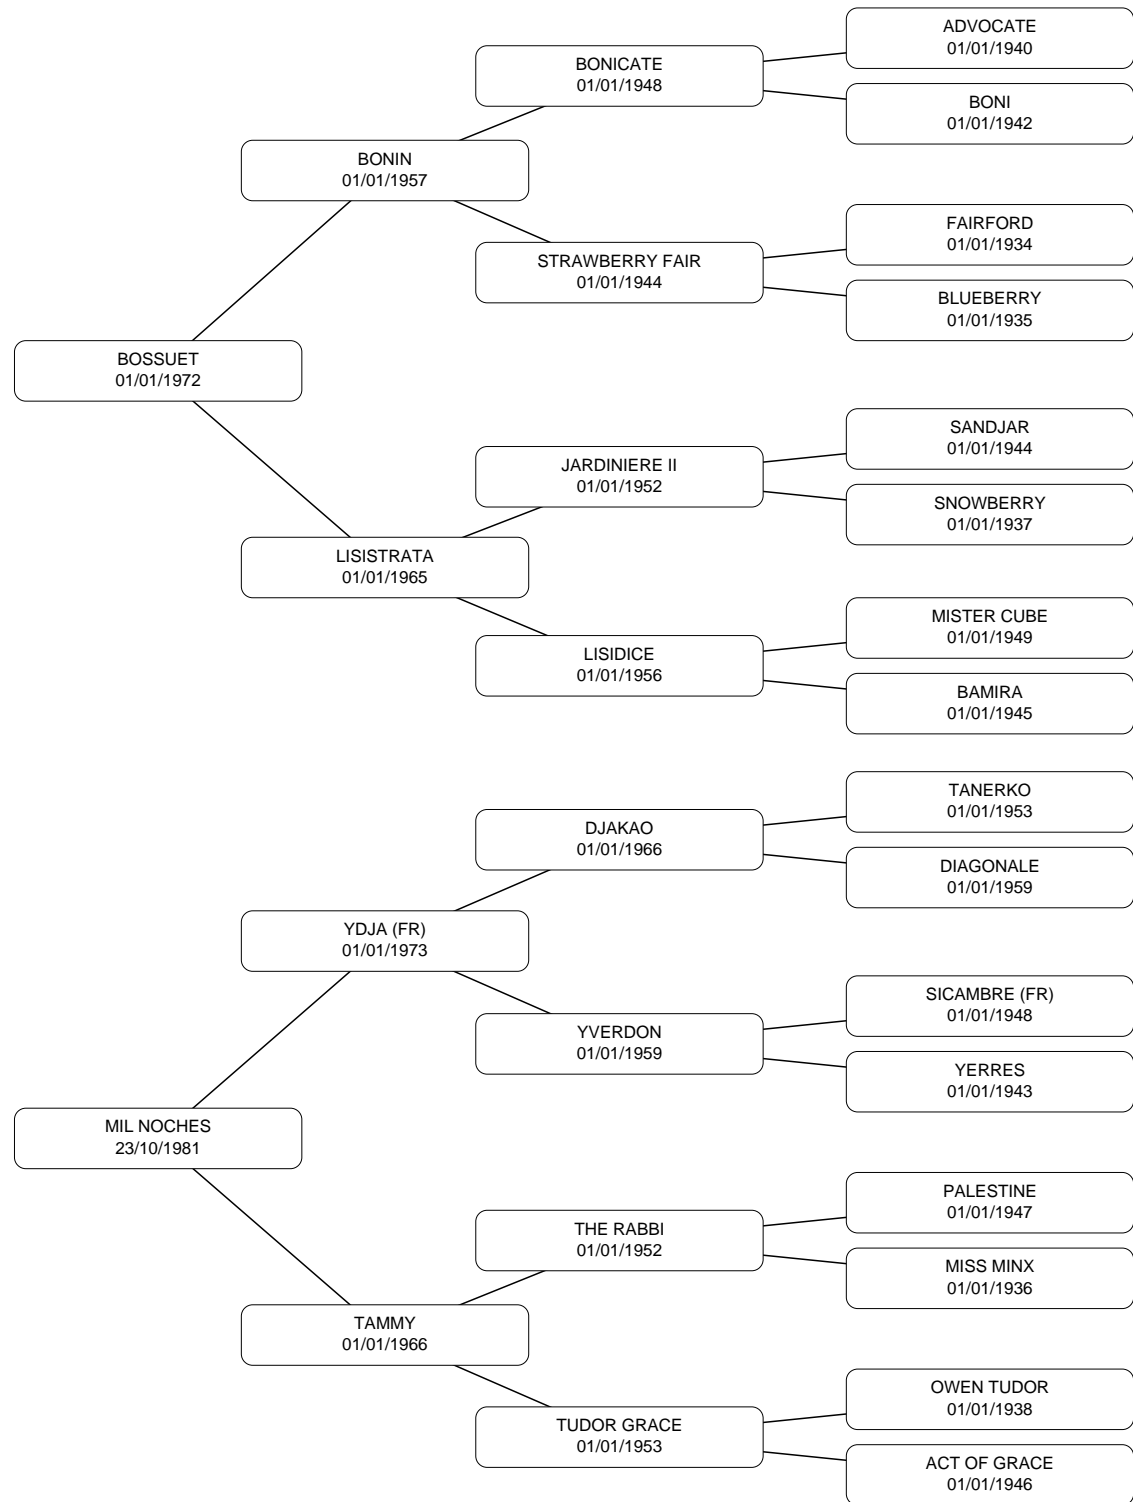 ADVOCATE
01/01/1940
BONICATE
01/01/1948
BONI
01/01/1942
BONIN
01/01/1957
FAIRFORD
01/01/1934
STRAWBERRY FAIR
01/01/1944
BLUEBERRY
01/01/1935
BOSSUET
01/01/1972
SANDJAR
01/01/1944
JARDINIERE II
01/01/1952
SNOWBERRY
01/01/1937
LISISTRATA
01/01/1965
MISTER CUBE
01/01/1949
LISIDICE
01/01/1956
BAMIRA
01/01/1945
TANERKO
01/01/1953
DJAKAO
01/01/1966
DIAGONALE
01/01/1959
YDJA (FR)
01/01/1973
SICAMBRE (FR)
01/01/1948
YVERDON
01/01/1959
YERRES
01/01/1943
MIL NOCHES
23/10/1981
PALESTINE
01/01/1947
THE RABBI
01/01/1952
MISS MINX
01/01/1936
TAMMY
01/01/1966
OWEN TUDOR
01/01/1938
TUDOR GRACE
01/01/1953
ACT OF GRACE
01/01/1946